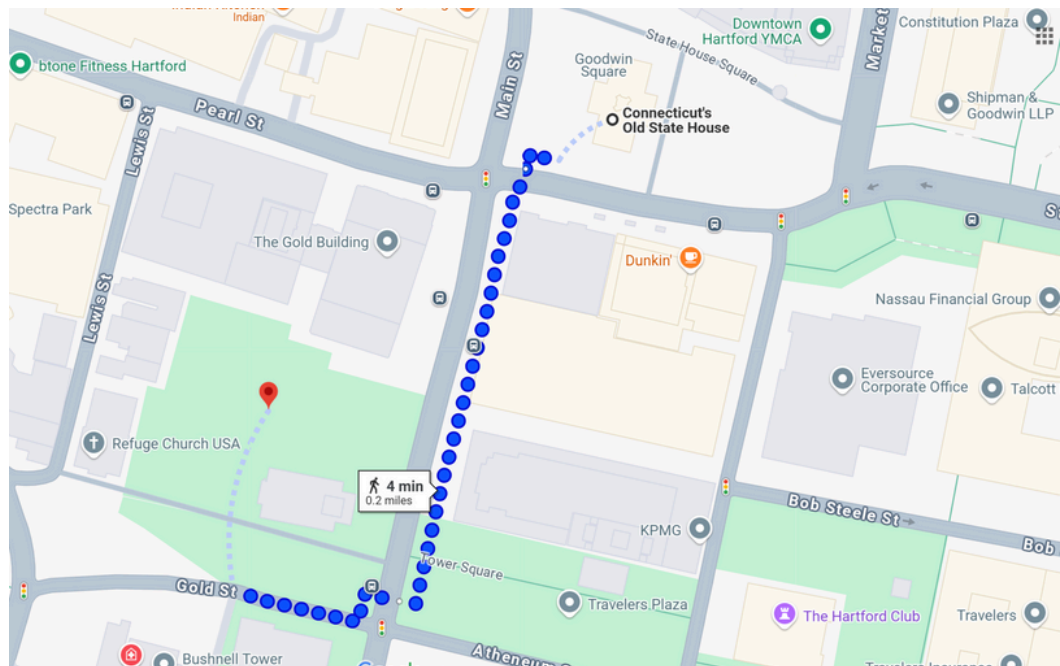 Indian
Downtown
Hartford YMCA
Constitution Plaza
Market
State House Square
Goodwin
Square
btone Fitness Hartford
Main St
Connecticut's
Old State House
Shipman &
Goodwin LLP
Pearl St
Lewis St
Spectra Park
The Gold Building
Dunkin'
Nassau Financial Group
Lewis St
Eversource
Corporate Office
Talcott
Refuge Church USA
4 min
0.2 miles
Bob Steele St
Bob
KPMG
Tower Square
Gold St
Travelers Plaza
The Hartford Club
Travelers
Bushnell Tower
Atheneum
Travelers Insurance